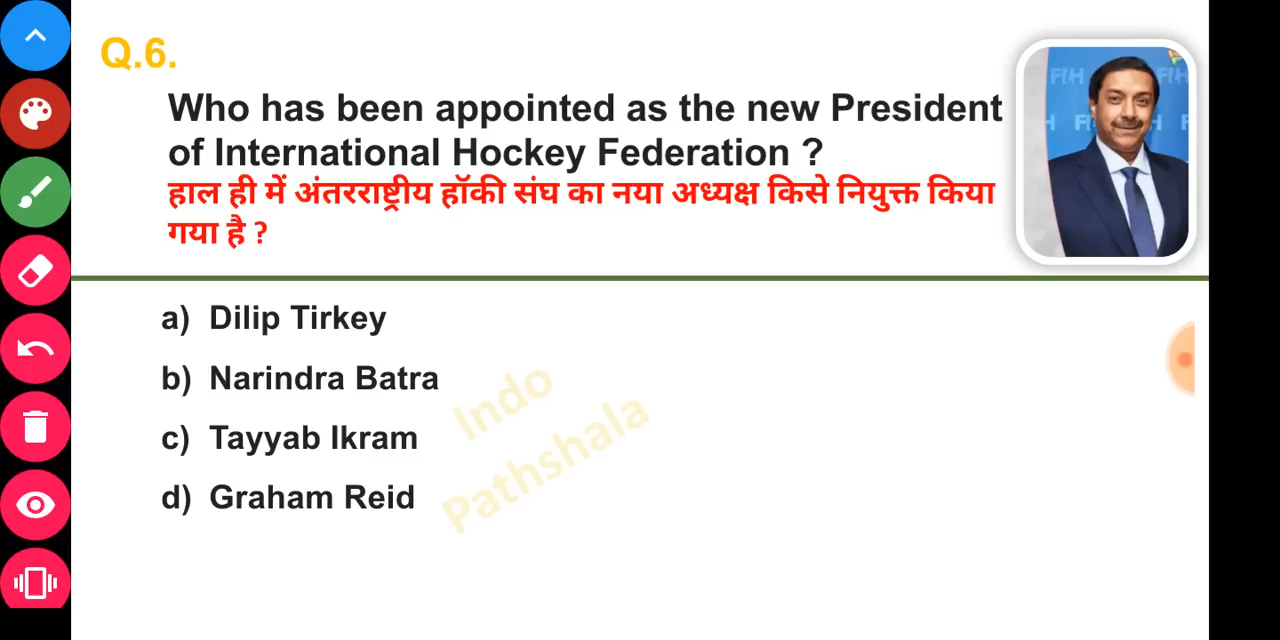 Q.6.
Who has been appointed as the new President
of International Hockey Federation ?
हाल ही में अंतरराष्ट्रीय हॉकी संघ का नया अध्यक्ष किसे नियुक्त किया
गया है ?
FIH
a) Dilip Tirkey
b) Narindra Batra
c) Tayyab Ikram
d) Graham Reid
Indo
Pathshala